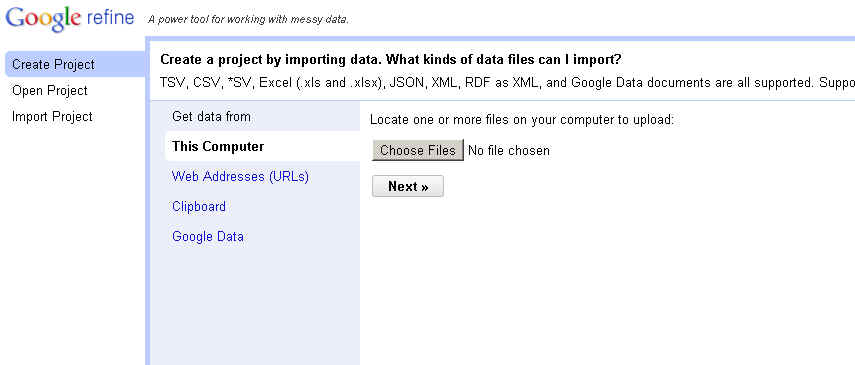 Google refine A power tool for working with messy data.
Create Project
Open Project
Import Project
Create a project by importing data. What kinds of data files can I import?
TSV, CSV, *SV, Excel (.xls and .xlsx), JSON, XML, RDF as XML, and Google Data documents are all supported. Suppo
Get data from
This Computer
Web Addresses (URLs)
Clipboard
Google Data
Locate one or more files on your computer to upload:
Choose Files No file chosen
Next »